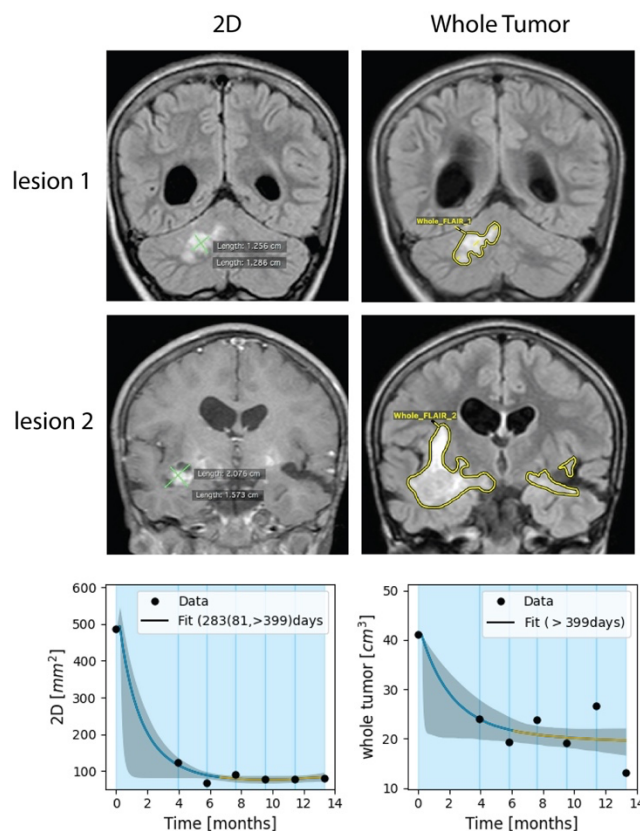 2D
Whole Tumor
lesion 1
Length: 1.256 cm
Length: 1.286 cm
Whole_FLAIR_1
lesion 2
Length: 2.076 cm
Length: 1.573 cm
Whole_FLAIR_2
600
500
400
300
200
100
2D [mm²]
Data
Fit (283(81,>399)days)
0 2 4 6 8 10 12 14
Time [months]
50
40
30
20
10
whole tumor [cm³]
Data
Fit ( > 399days)
0 2 4 6 8 10 12 14
Time [months]